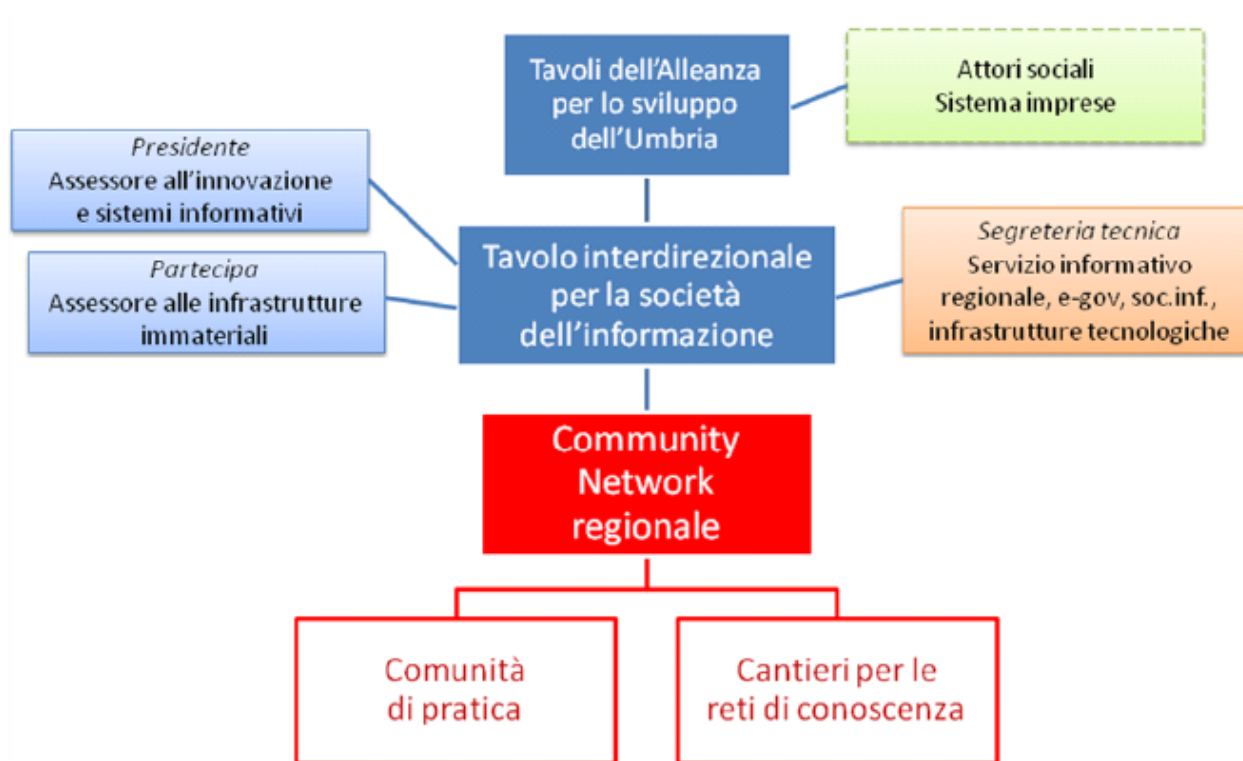 Tavoli dell'Alleanza
per lo sviluppo
dell'Umbria
Attori sociali
Sistema imprese
Presidente
Assessore all'innovazione
e sistemi informativi
Partecipa
Assessore alle infrastrutture
immateriali
Tavolo interdirezionale
per la società
dell'informazione
Segreteria tecnica
Servizio informativo
regionale, e-gov, soc.inf.,
infrastrutture tecnologiche
Community
Network
regionale
Comunità
di pratica
Cantieri per le
reti di conoscenza